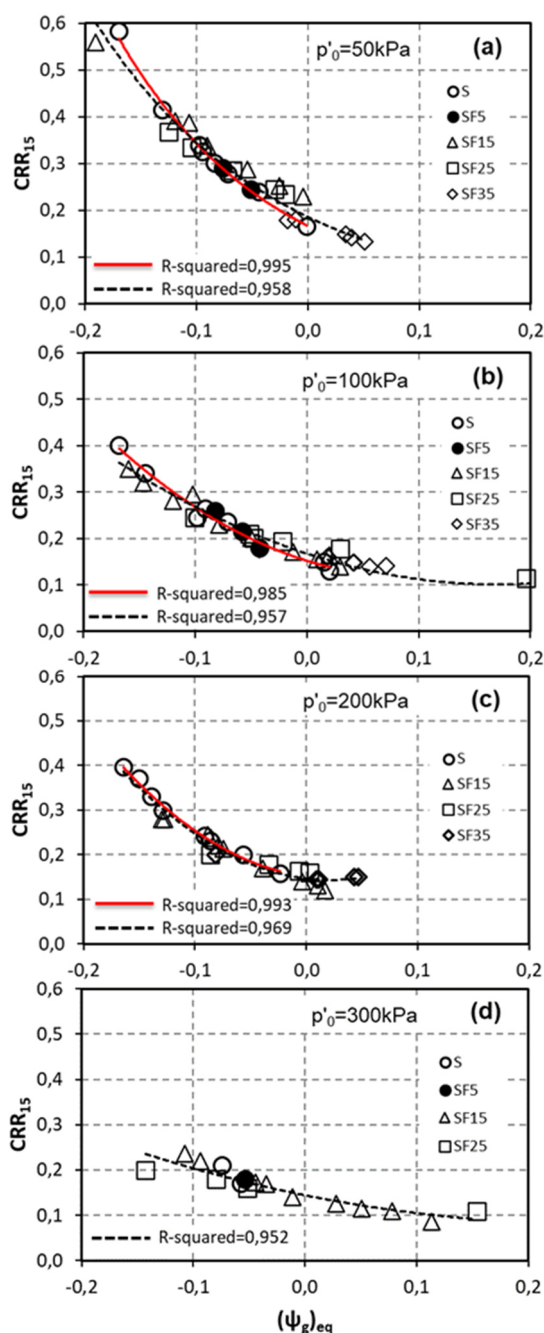 0,6
p'0=50kPa
(a)
0,5
S
SF5
0,4
SF15
CRR15
SF25
0,3
SF35
0,2
0,1
R-squared=0,995
R-squared=0,958
0,0
-0,2 -0,1 0,0 0,1 0,2
0,6
p'0=100kPa
(b)
0,5
S
SF5
0,4
SF15
CRR15
SF25
0,3
SF35
0,2
0,1
R-squared=0,985
R-squared=0,957
0,0
-0,2 -0,1 0,0 0,1 0,2
0,6
p'0=200kPa
(c)
0,5
S
SF15
0,4
SF25
CRR15
SF35
0,3
0,2
0,1
R-squared=0,993
R-squared=0,969
0,0
-0,2 -0,1 0,0 0,1 0,2
0,6
p'0=300kPa
(d)
0,5
S
SF5
0,4
SF15
CRR15
SF25
0,3
0,2
0,1
R-squared=0,952
0,0
-0,2 -0,1 0,0 0,1 0,2
(ψg)eq